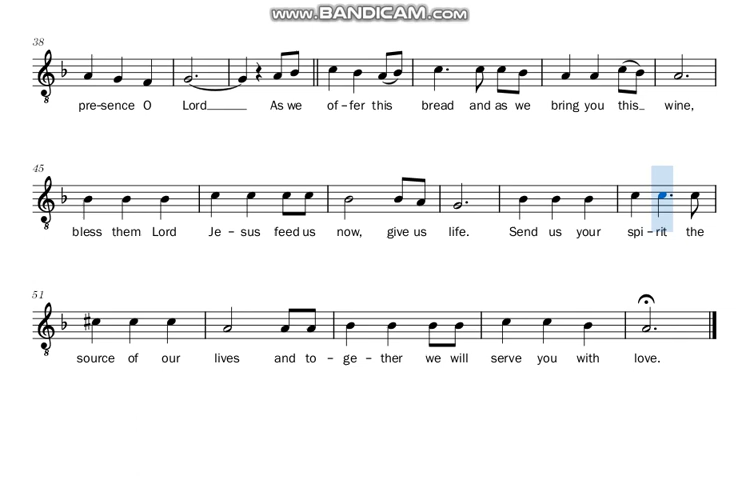 www.BANDICAM.com
38
pre-sence O Lord As we of-fer this bread and as we bring you this wine,
45
bless them Lord Je-sus feed us now, give us life. Send us your spi-rit the
51
source of our lives and to-ge-ther we will serve you with love.